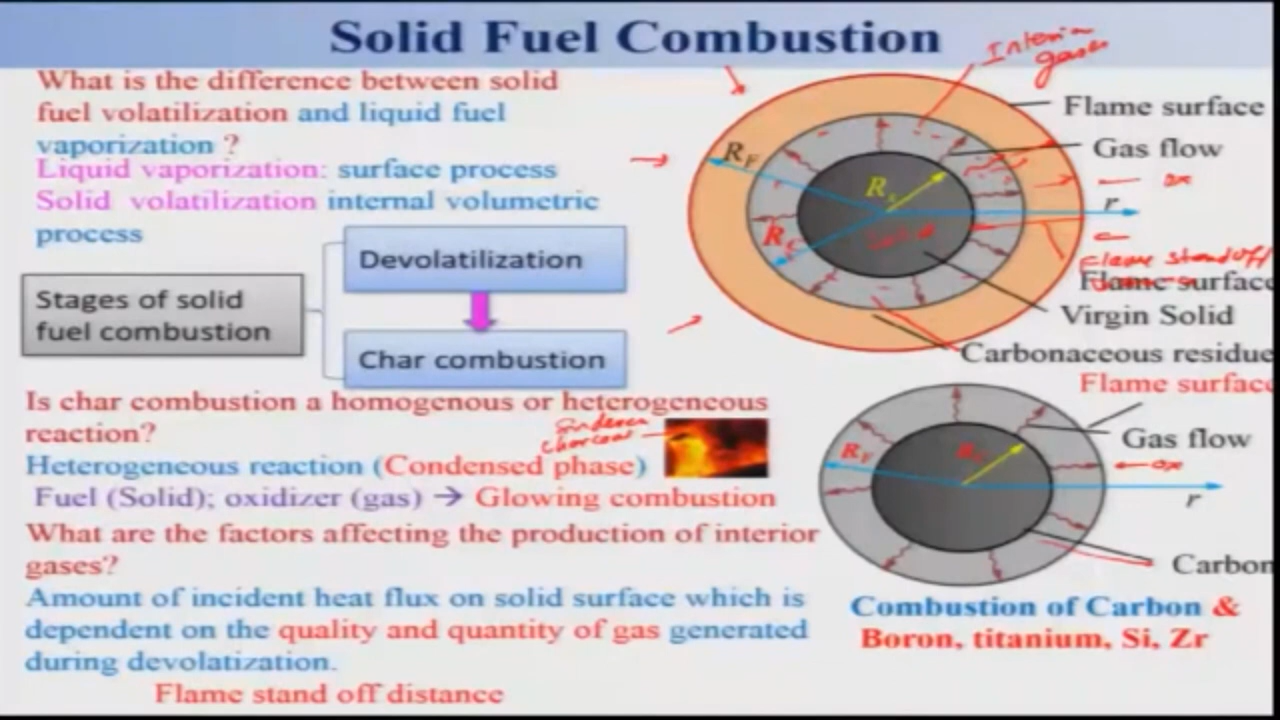 Solid Fuel Combustion
What is the difference between solid
fuel volatilization and liquid fuel
vaporization ?
Liquid vaporization: surface process
Solid volatilization internal volumetric
process
Stages of solid
fuel combustion
Devolatilization
Char combustion
Is char combustion a homogenous or heterogeneous
reaction?
Heterogeneous reaction (Condensed phase)
Fuel (Solid); oxidizer (gas) → Glowing combustion
What are the factors affecting the production of interior
gases?
Amount of incident heat flux on solid surface which is
dependent on the quality and quantity of gas generated
during devolatization.
Flame stand off distance
Interior
gases
Flame surface
Gas flow
ox
r
R_F
R_C
Flame standoff
Flame surface
Virgin Solid
Carbonaceous residue
Flame surface
Gas flow
ox
R_F
r
Carbon
Combustion of Carbon &
Boron, titanium, Si, Zr